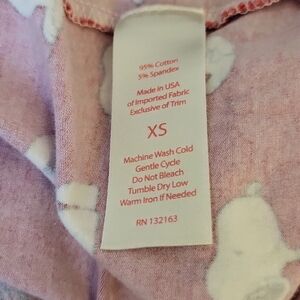 95% Cotton
5% Spandex
Made in USA
of Imported Fabric
Exclusive of Trim
XS
Machine Wash Cold
Gentle Cycle
Do Not Bleach
Tumble Dry Low
Warm Iron If Needed
RN 132163